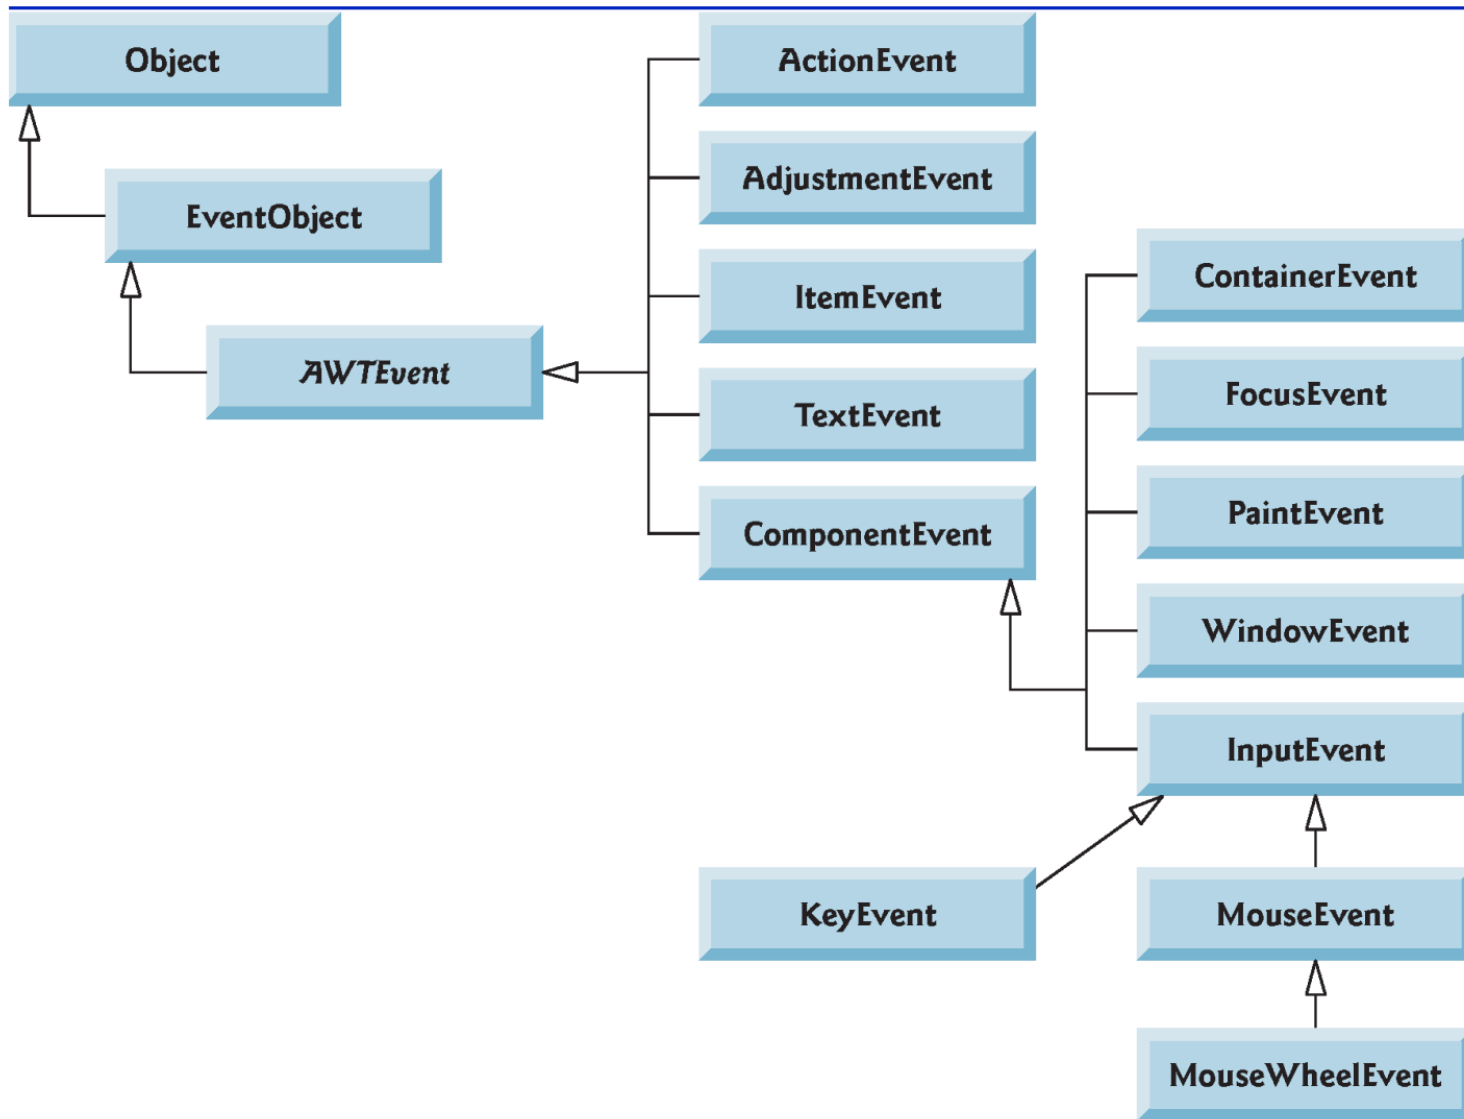 Object
EventObject
AWTEvent
ActionEvent
AdjustmentEvent
ItemEvent
TextEvent
ComponentEvent
ContainerEvent
FocusEvent
PaintEvent
WindowEvent
InputEvent
KeyEvent
MouseEvent
MouseWheelEvent